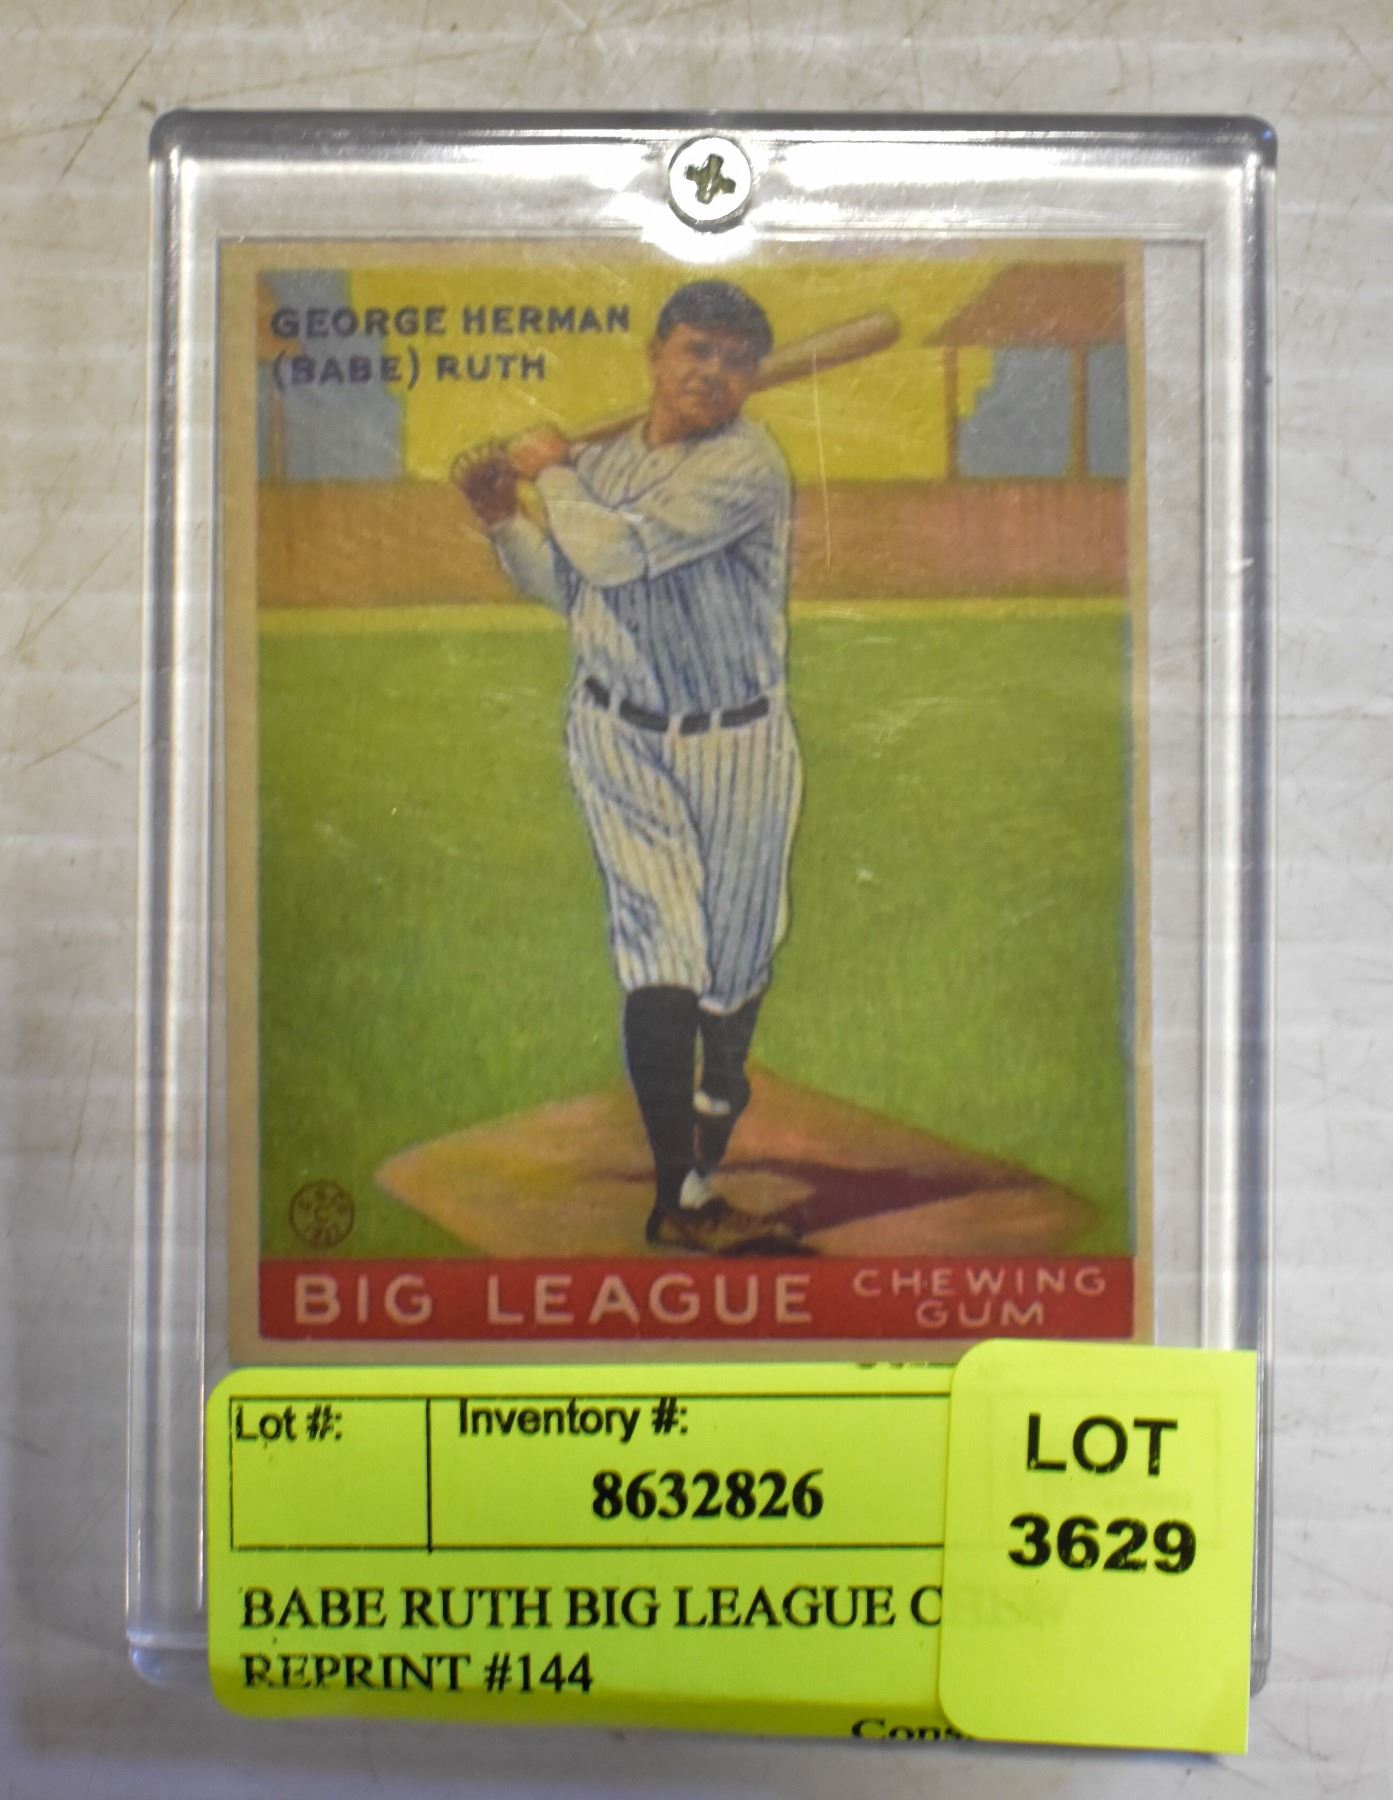 GEORGE HERMAN
(BABE) RUTH
BIG LEAGUE CHEWING
GUM
Lot #: Inventory #:
8632826
LOT
3629
BABE RUTH BIG LEAGUE CHEW
REPRINT #144